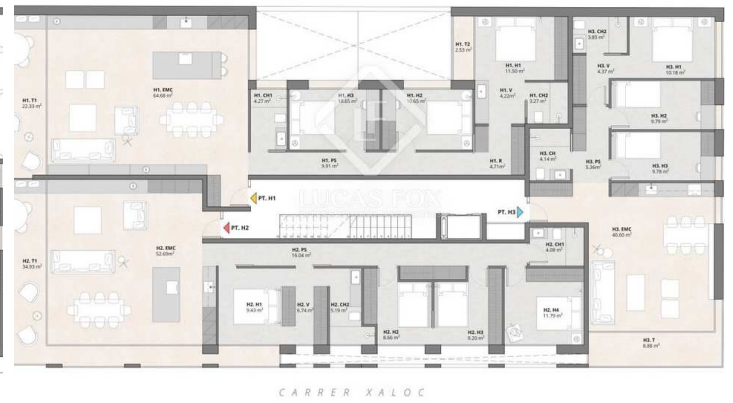 H1. T2
2.53 m²
H1. H1
11.50 m²
H3. CH2
3.85 m²
H3. V
4.37 m²
H3. H1
10.18 m²
H1. T1
22.33 m²
H1. EMC
64.68 m²
H1. CH1
4.27 m²
H1. H3
10.65 m²
H1. H2
10.65 m²
H1. V
4.22 m²
H1. CH2
3.27 m²
H3. H2
9.79 m²
H1. PS
9.91 m²
H1. R
4.71 m²
H3. CH
4.14 m²
H3. PS
5.36 m²
H3. H3
9.78 m²
PT. H1
LUCAS FOX
PT. H3
PT. H2
H2. T1
34.93 m²
H2. EMC
52.69 m²
H2. PS
16.04 m²
H2. CH1
4.08 m²
H3. EMC
40.60 m²
H2. H1
9.43 m²
H2. V
6.74 m²
H2. CH2
5.19 m²
H2. H2
8.66 m²
H2. H3
9.20 m²
H2. H4
11.79 m²
H3. T
8.88 m²
CARRER XALOC